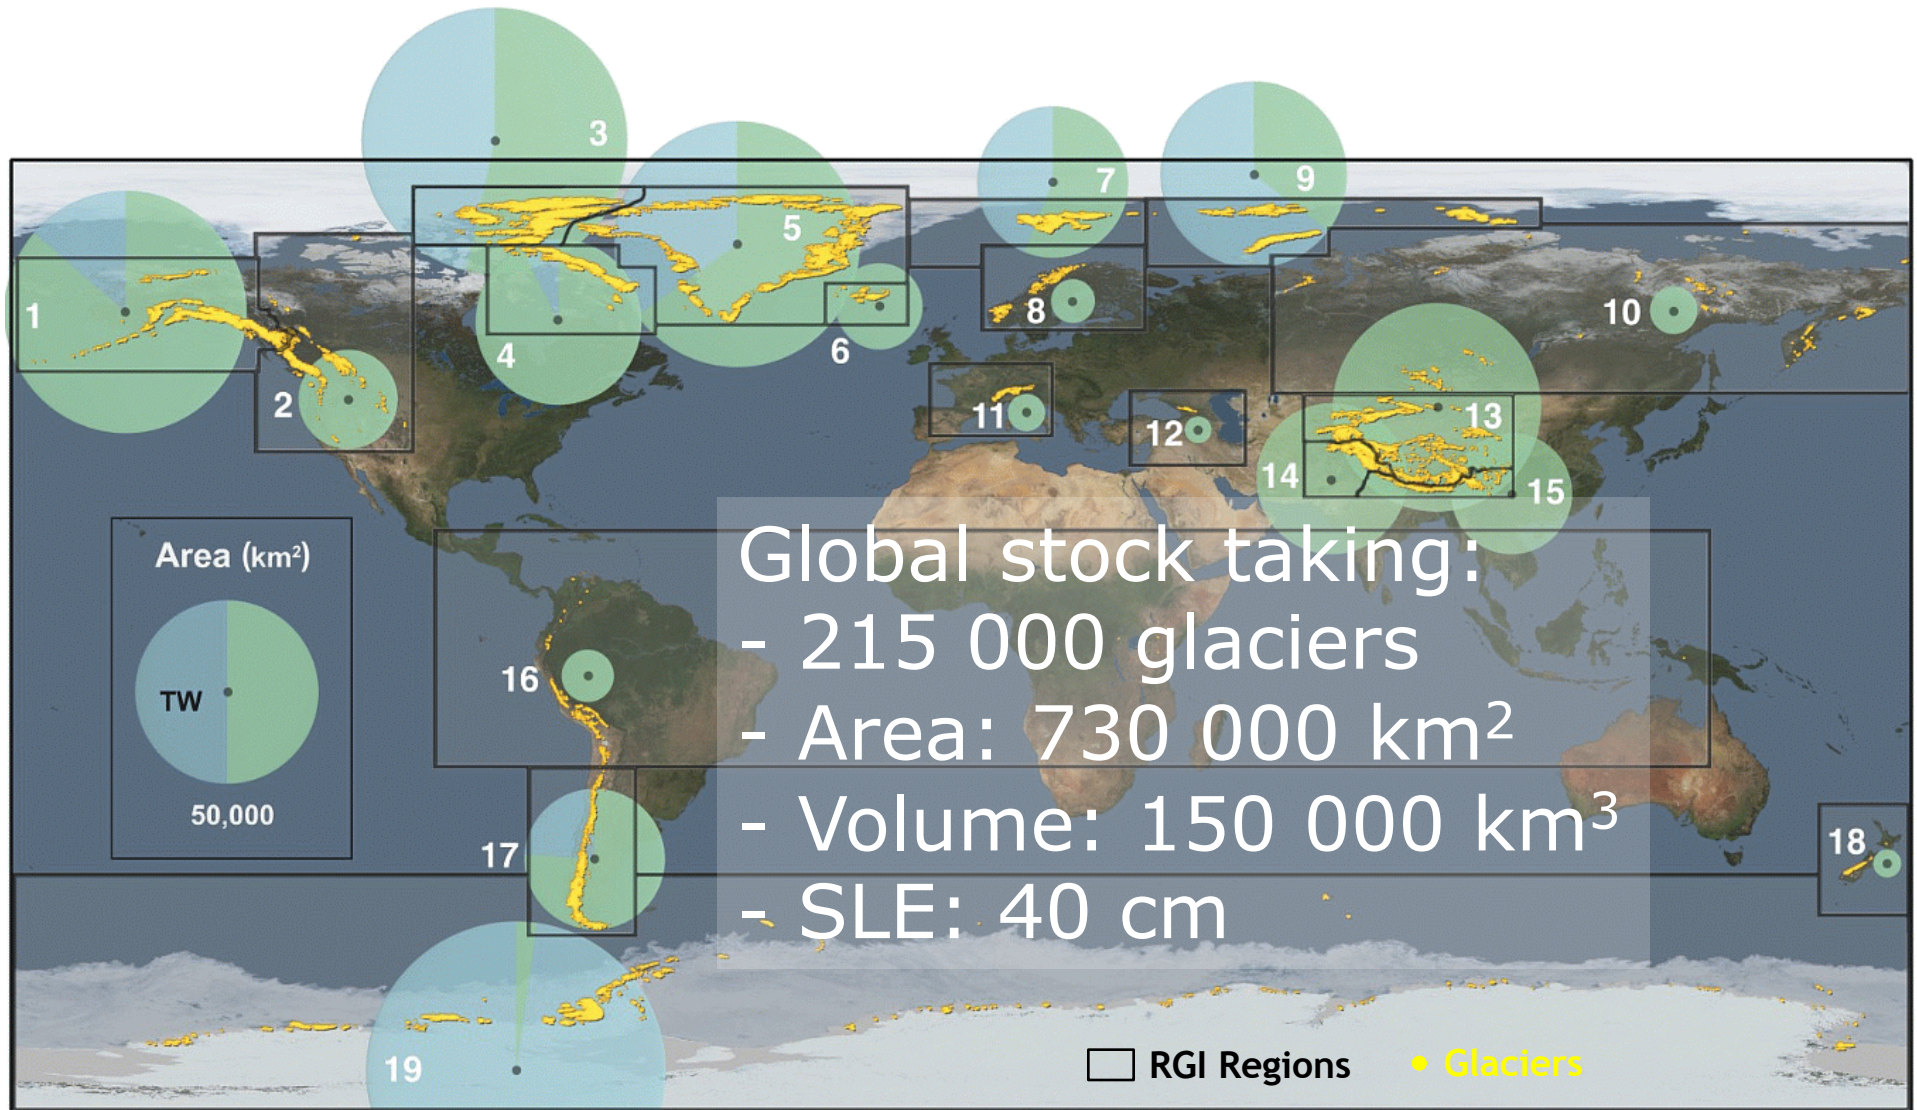 3
7
9
5
1
8
10
6
4
2
13
11
12
14
15
Area (km²)
TW
50,000
Global stock taking:
- 215 000 glaciers
- Area: 730 000 km²
- Volume: 150 000 km³
- SLE: 40 cm
16
17
18
19
RGI Regions
Glaciers